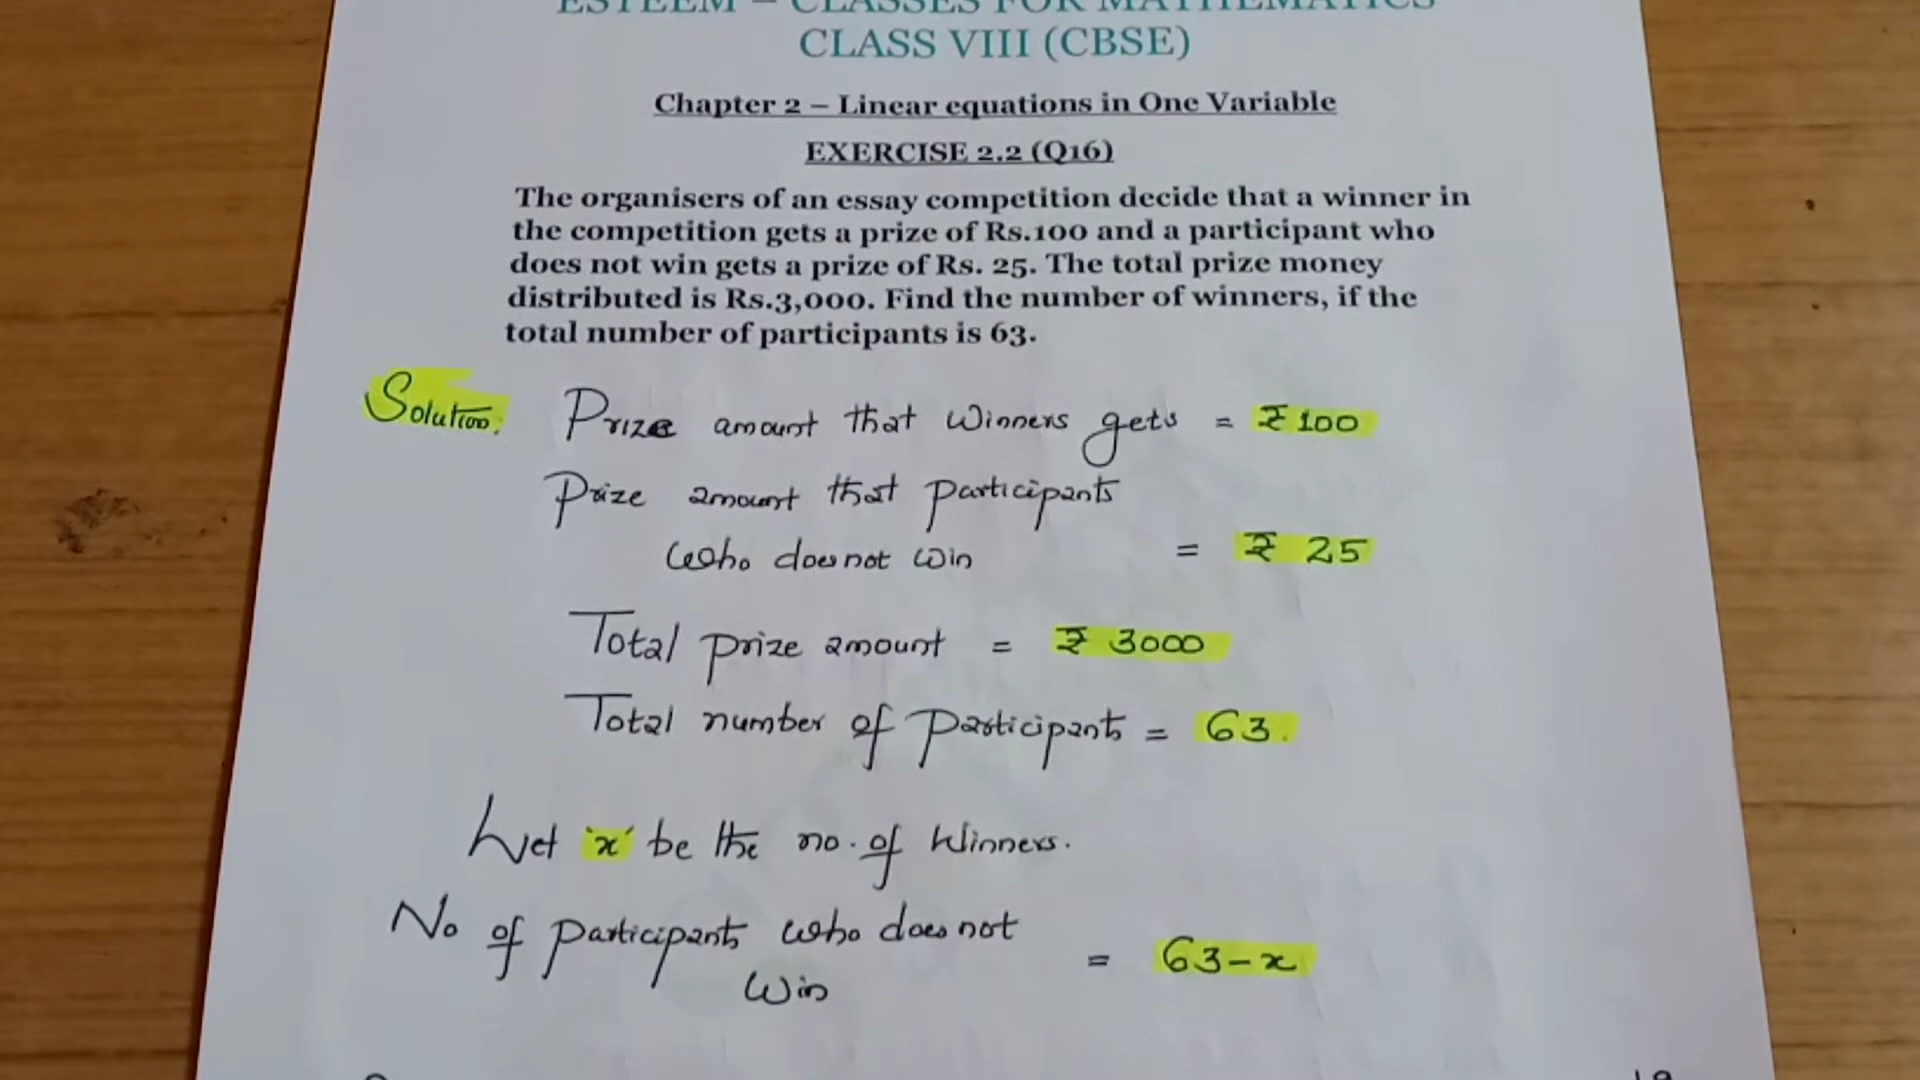 ESTEEM – CLASSES FOR MATHEMATICS
CLASS VIII (CBSE)
Chapter 2 – Linear equations in One Variable
EXERCISE 2.2 (Q16)
The organisers of an essay competition decide that a winner in
the competition gets a prize of Rs.100 and a participant who
does not win gets a prize of Rs. 25. The total prize money
distributed is Rs.3,000. Find the number of winners, if the
total number of participants is 63.
Solution: Prize amount that Winners gets = ₹ 100
Prize amount that participants
who does not win = ₹ 25
Total prize amount = ₹ 3000
Total number of participants = 63.
Let 'x' be the no. of Winners.
No of participants who does not
win = 63-x